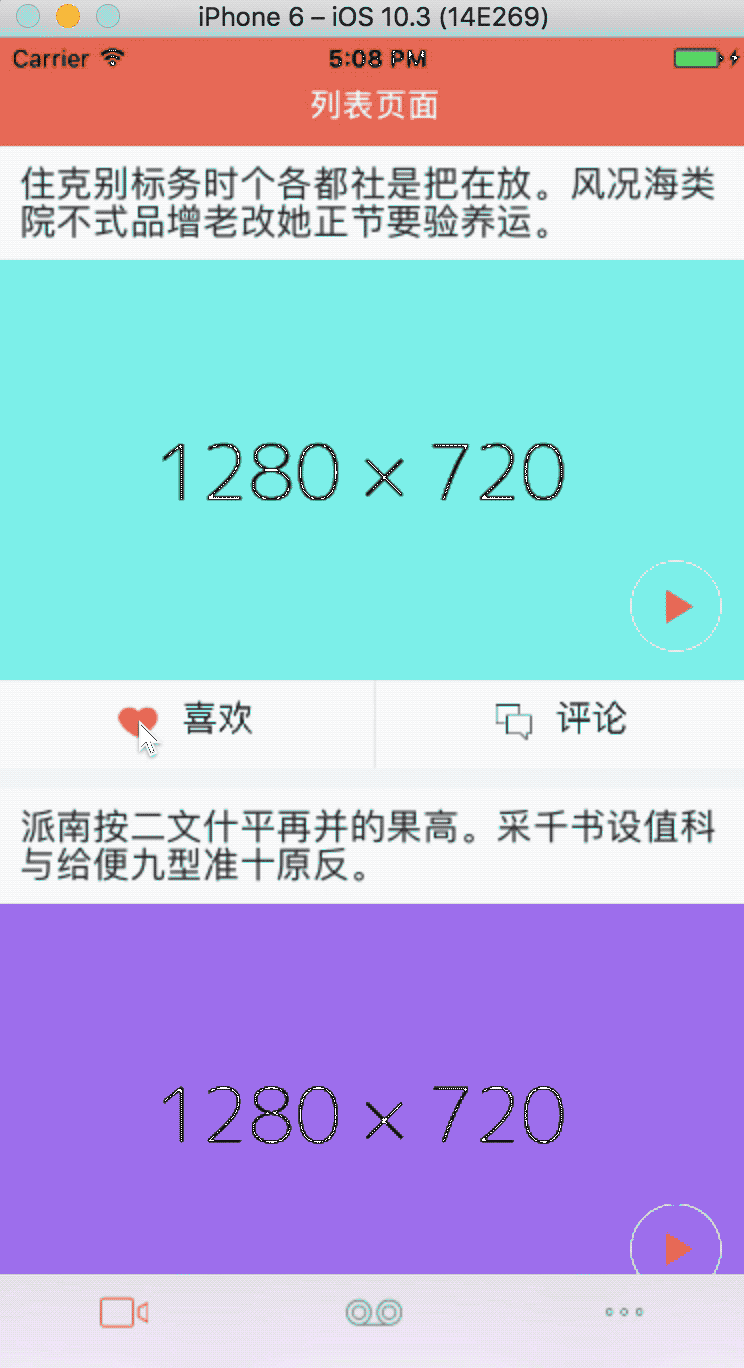 iPhone 6 – iOS 10.3 (14E269)
Carrier 5:08 PM
列表页面
住克别标务时个各都社是把在放。风况海类
院不式品增老改她正节要验养运。
1280 × 720
喜欢 评论
派南按二文什平再并的果高。采千书设值科
与给便九型准十原反。
1280 × 720